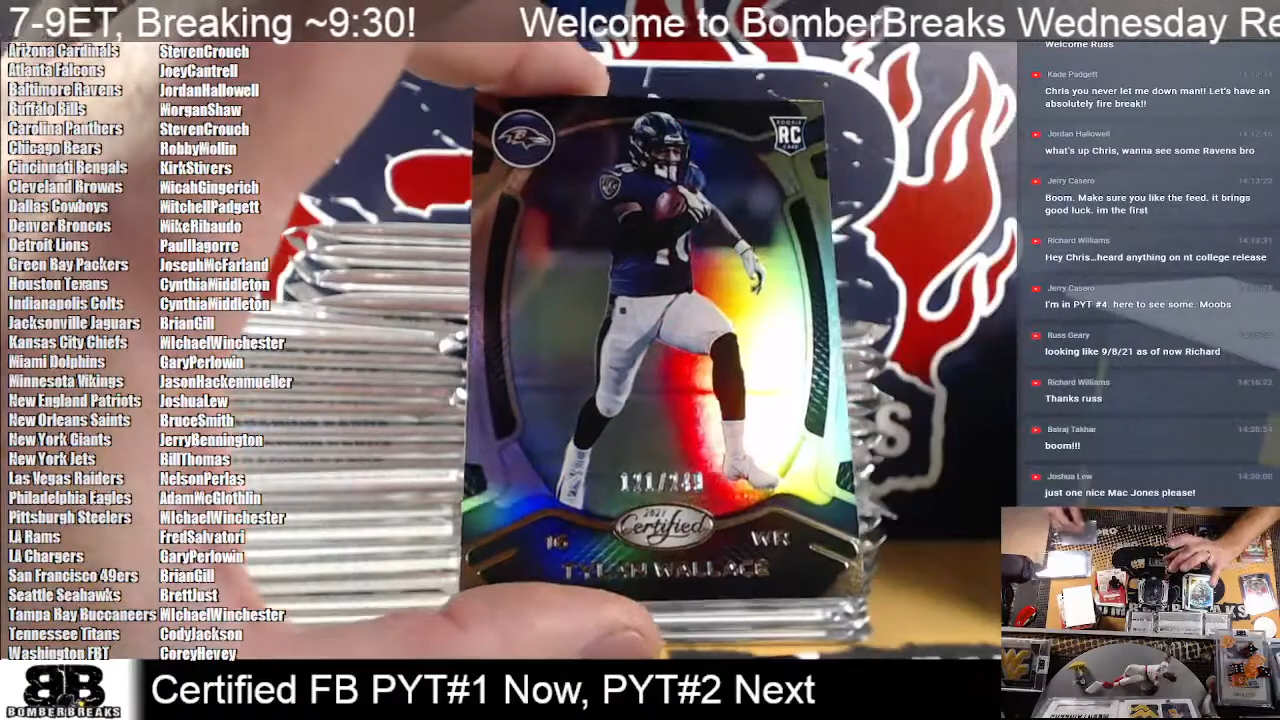 7-9ET, Breaking ~9:30!
Welcome to BomberBreaks Wednesday Re
Arizona Cardinals StevenCrouch
Atlanta Falcons JoeyCantrell
Baltimore Ravens JordanHallowell
Buffalo Bills MorganShaw
Carolina Panthers StevenCrouch
Chicago Bears RobbyMollin
Cincinnati Bengals KirkStivers
Cleveland Browns MicahGingerich
Dallas Cowboys MitchellPadgett
Denver Broncos MikeRibaudo
Detroit Lions PaulIlagorre
Green Bay Packers JosephMcFarland
Houston Texans CynthiaMiddleton
Indianapolis Colts CynthiaMiddleton
Jacksonville Jaguars BrianGill
Kansas City Chiefs MIchaelWinchester
Miami Dolphins GaryPerlowin
Minnesota Vikings JasonHackenmueller
New England Patriots JoshuaLew
New Orleans Saints BruceSmith
New York Giants JerryBennington
New York Jets BillThomas
Las Vegas Raiders NelsonPerias
Philadelphia Eagles AdamMcGlothlin
Pittsburgh Steelers MIchaelWinchester
LA Rams FredSalvatori
LA Chargers GaryPerlowin
San Francisco 49ers BrianGill
Seattle Seahawks BrettJust
Tampa Bay Buccaneers MIchaelWinchester
Tennessee Titans CodyJackson
Washington FBT CoreyHevey
ROOKIE
RC
2021
Certified
16 WR
TYLAN WALLACE
Welcome Russ
Kade Padgett
Chris you never let me down man!! Let's have an
absolutely fire break!!
Jordan Hallowell
what's up Chris, wanna see some Ravens bro
Jerry Casero
Boom. Make sure you like the feed. it brings
good luck. im the first
Richard Williams
Hey Chris...heard anything on nt college release
Jerry Casero
I'm in PYT #4. here to see some. Moobs
Russ Geary
looking like 9/8/21 as of now Richard
Richard Williams
Thanks russ
Balraj Takhar
boom!!!
Joshua Lew
just one nice Mac Jones please!
BB
BOMBERBREAKS
Certified FB PYT#1 Now, PYT#2 Next